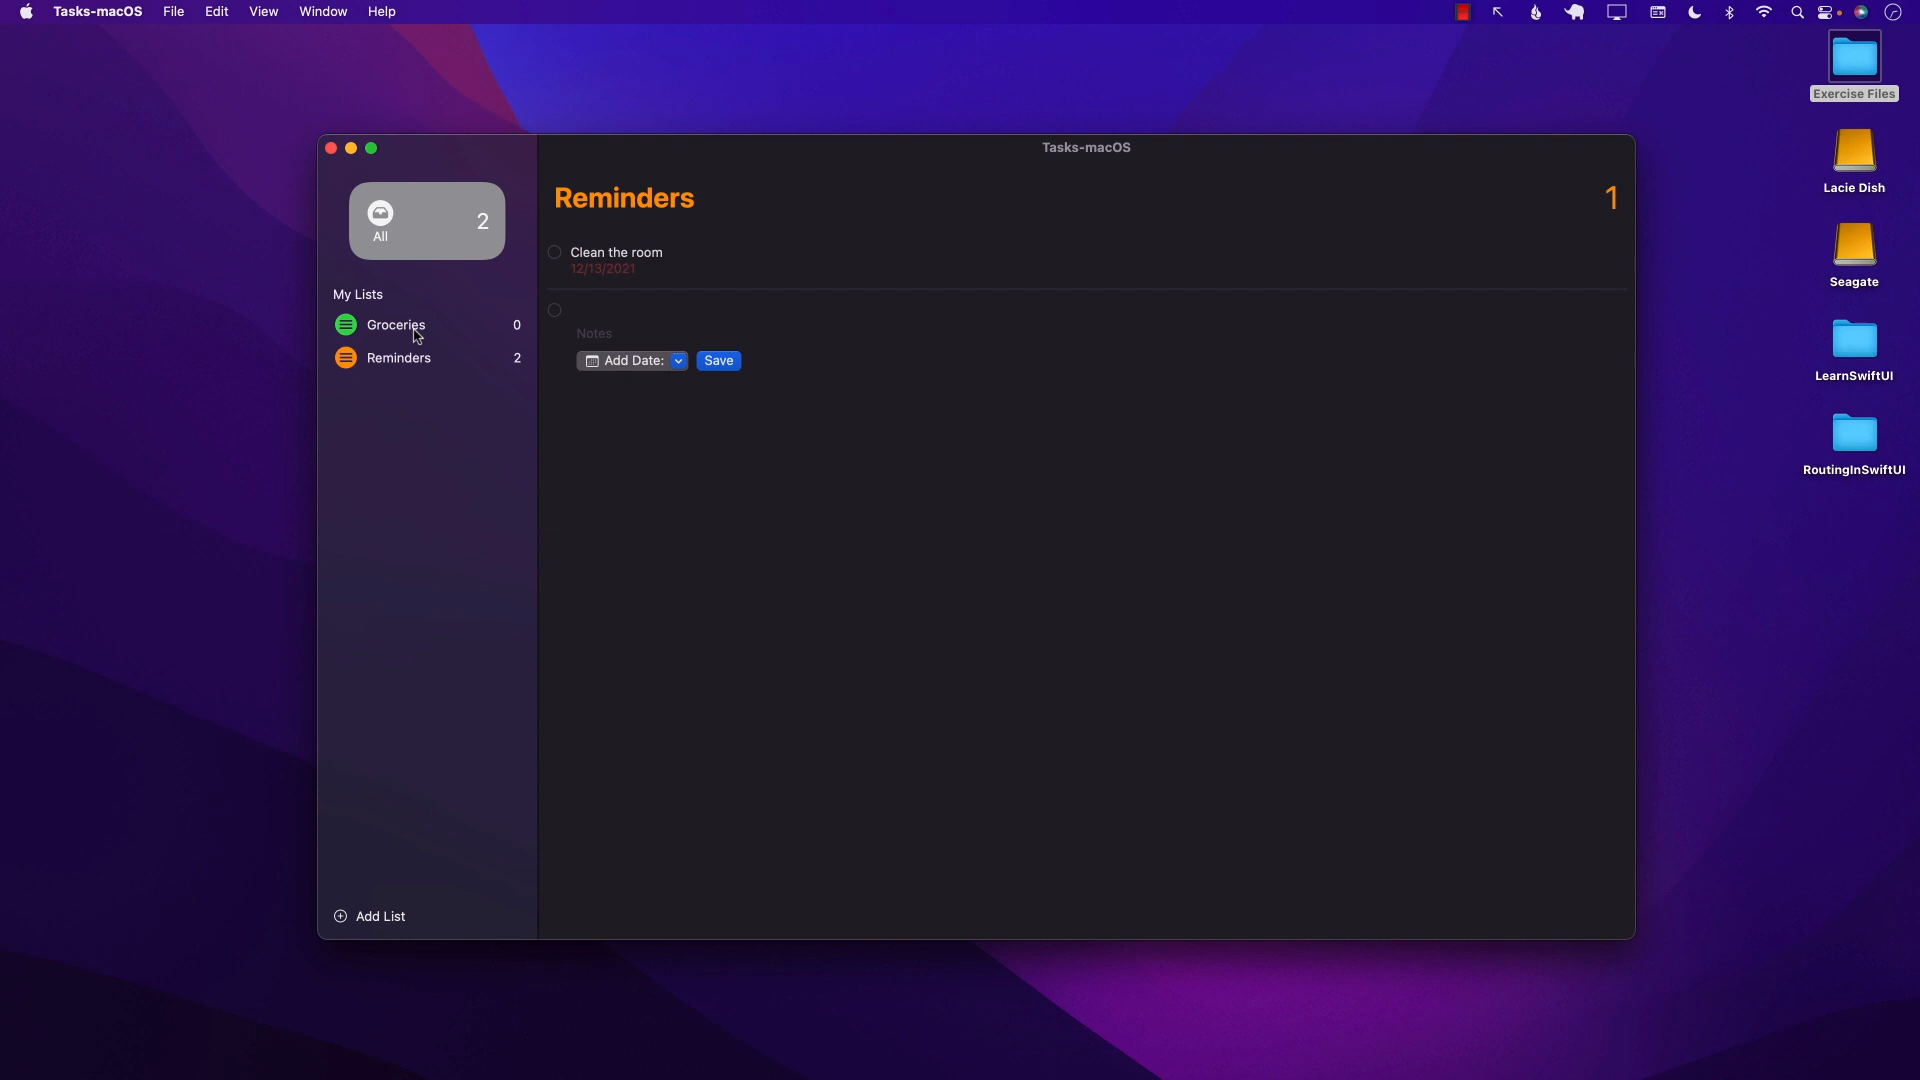 Tasks-macOS File Edit View Window Help
Exercise Files
Lacie Dish
Seagate
LearnSwiftUI
RoutingInSwiftUI
Tasks-macOS
All 2
My Lists
Groceries 0
Reminders 2
Add List
Reminders 1
Clean the room
12/13/2021
Notes
Add Date: Save